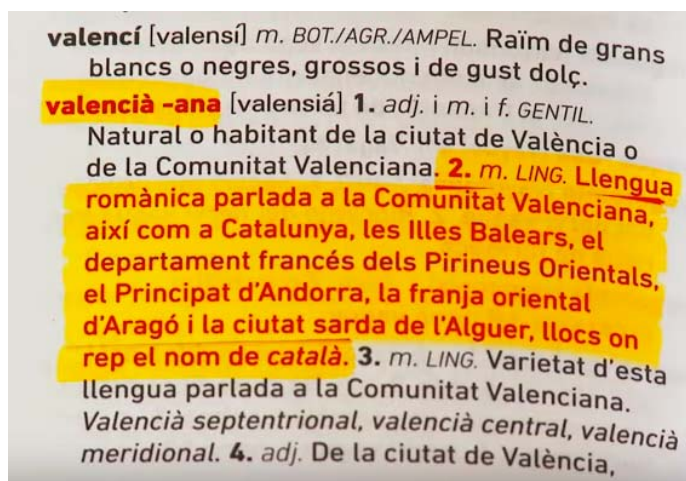 valencí [valensí] m. BOT./AGR./AMPEL. Raïm de grans
blancs o negres, grossos i de gust dolç.
valencià -ana [valensiá] 1. adj. i m. i f. GENTIL.
Natural o habitant de la ciutat de València o
de la Comunitat Valenciana. 2. m. LING. Llengua
romànica parlada a la Comunitat Valenciana,
així com a Catalunya, les Illes Balears, el
departament francés dels Pirineus Orientals,
el Principat d'Andorra, la franja oriental
d'Aragó i la ciutat sarda de l'Alguer, llocs on
rep el nom de català. 3. m. LING. Varietat d'esta
llengua parlada a la Comunitat Valenciana.
Valencià septentrional, valencià central, valencià
meridional. 4. adj. De la ciutat de València,